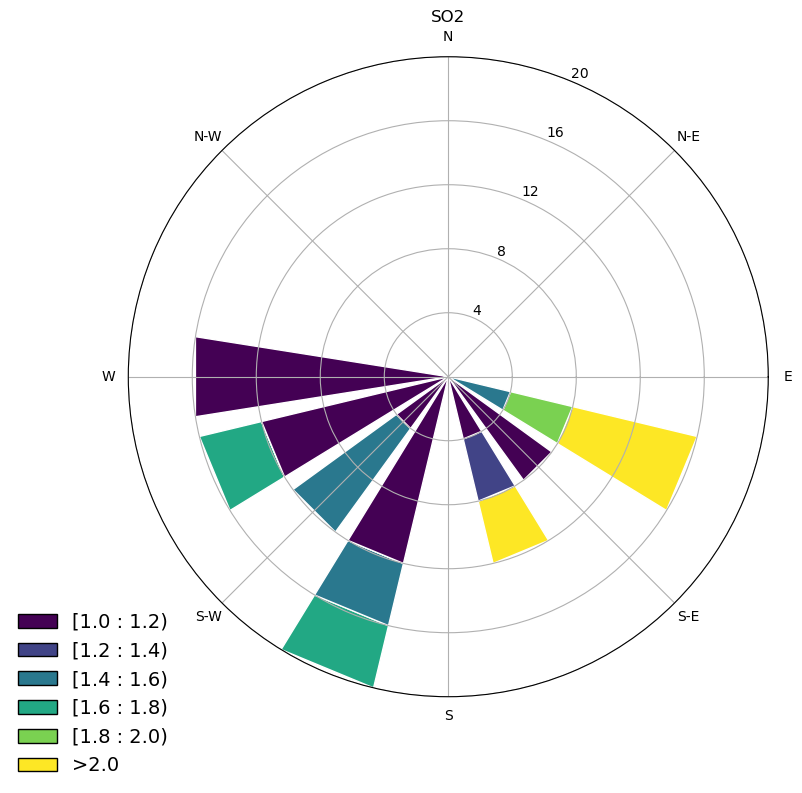 SO2
N
20
N-W
N-E
16
12
8
4
W
E
S-W
S-E
S
[1.0 : 1.2)
[1.2 : 1.4)
[1.4 : 1.6)
[1.6 : 1.8)
[1.8 : 2.0)
>2.0